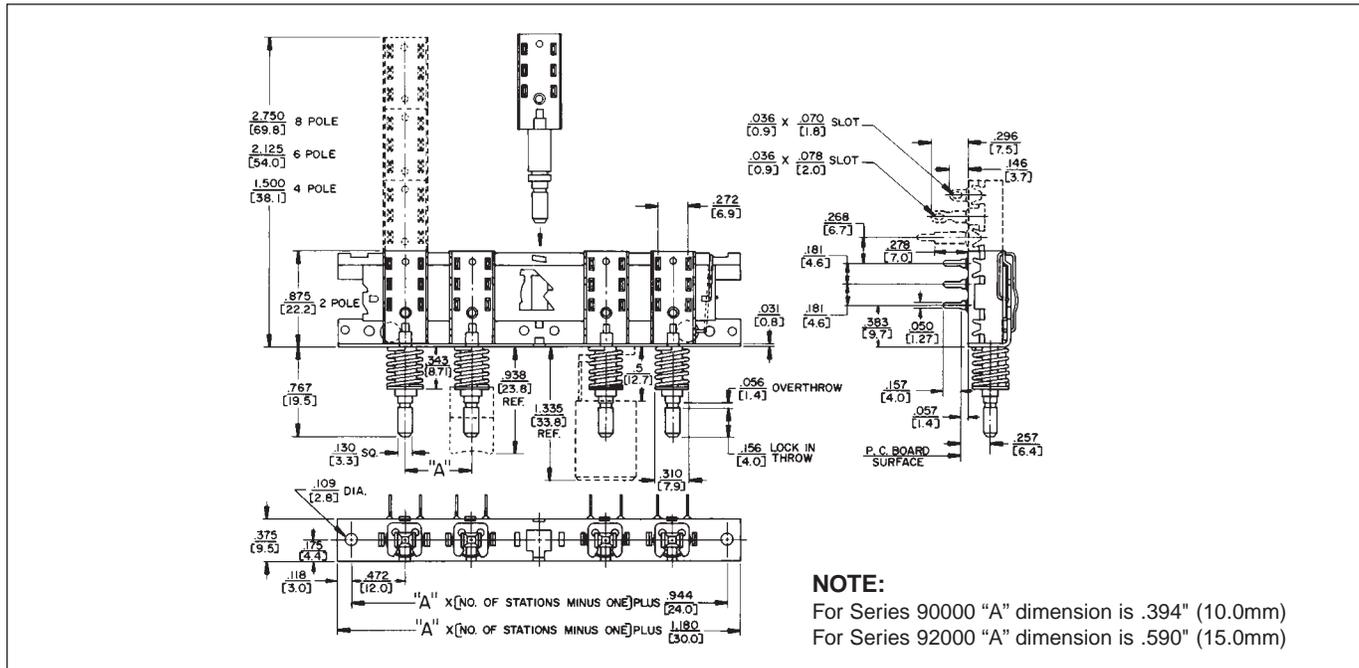 2.750
[69.8] 8 POLE
2.125
[54.0] 6 POLE
1.500
[38.1] 4 POLE
.036
[0.9] X .070
[1.8] SLOT
.036
[0.9] X .078
[2.0] SLOT
.296
[7.5]
.146
[3.7]
.272
[6.9]
.268
[6.7]
.278
[7.0]
.181
[4.6]
.181
[4.6]
.875
[22.2] 2 POLE
.031
[0.8]
.383
[9.7]
.050
[1.27]
.767
[19.5]
.343
[8.71]
.938
[23.8]
REF.
.5
[12.7]
1.335
[33.8]
REF.
.056
[1.4] OVERTHROW
.156
[4.0] LOCK IN
THROW
.157
[4.0]
.057
[1.4]
P.C. BOARD
SURFACE
.257
[6.4]
.130
[3.3] SQ.
"A"
.310
[7.9]
.109
[2.8] DIA.
.375
[9.5]
.175
[4.4]
.118
[3.0]
.472
[12.0]
"A" X [NO. OF STATIONS MINUS ONE] PLUS .944
[24.0]
"A" X [NO. OF STATIONS MINUS ONE] PLUS 1.180
[30.0]
NOTE:
For Series 90000 “A” dimension is .394" (10.0mm)
For Series 92000 “A” dimension is .590" (15.0mm)